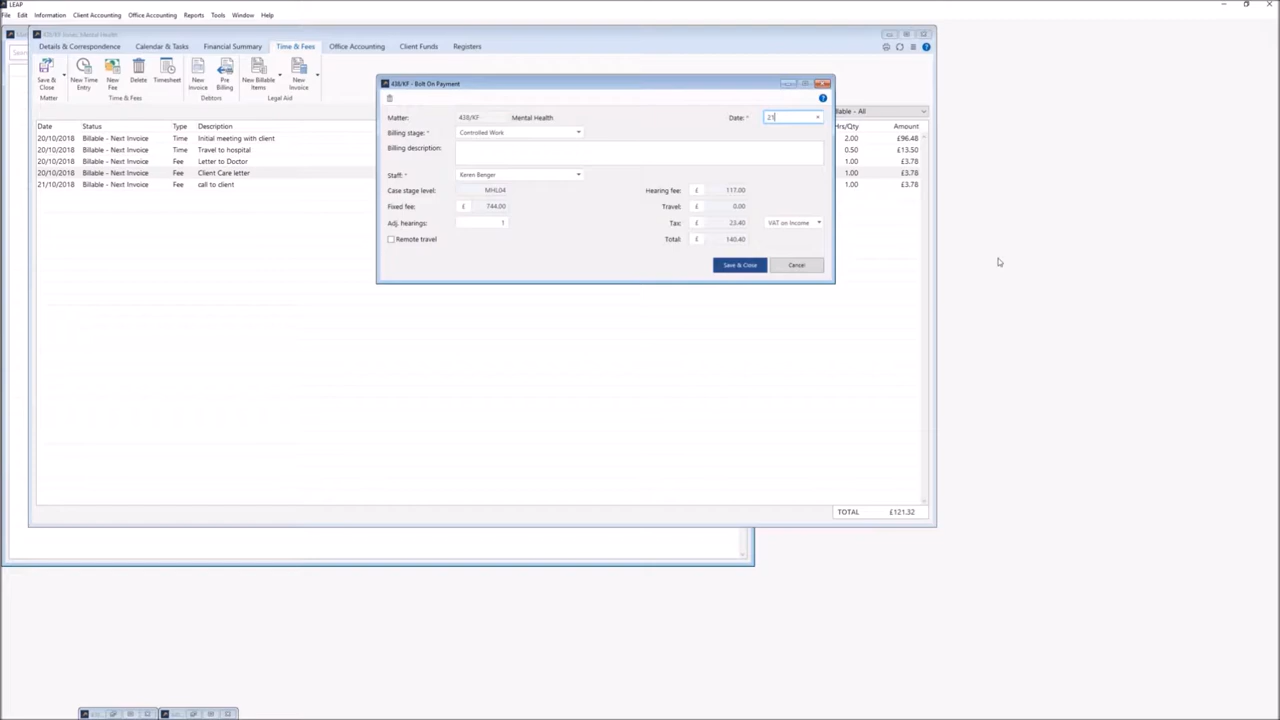 LEAP
File Edit Information Client Accounting Office Accounting Reports Tools Window Help
Details & Correspondence Calendar & Tasks Financial Summary Time & Fees Office Accounting Client Funds Registers
Save & Close New Time Entry New Fee Delete Timesheet New Invoice Pre Billing New Billable Items New Invoice
Matter Time & Fees Debtors Legal Aid
438/KF - Bolt On Payment
Matter: 438/KF Mental Health Date: * 21
Billing stage: * Controlled Work
Billing description:
Staff: * Keren Benger
Case stage level: MHL04 Hearing fee: £ 117.00
Fixed fee: £ 744.00 Travel: £ 0.00
Adj. hearings: 1 Tax: £ 23.40 VAT on Income
Remote travel Total: £ 140.40
Save & Close Cancel
Date Status Type Description Hrs/Qty Amount
20/10/2018 Billable - Next Invoice Time Initial meeting with client 2.00 £96.48
20/10/2018 Billable - Next Invoice Time Travel to hospital 0.50 £13.50
20/10/2018 Billable - Next Invoice Fee Letter to Doctor 1.00 £3.78
20/10/2018 Billable - Next Invoice Fee Client Care letter 1.00 £3.78
21/10/2018 Billable - Next Invoice Fee call to client 1.00 £3.78
TOTAL £121.32